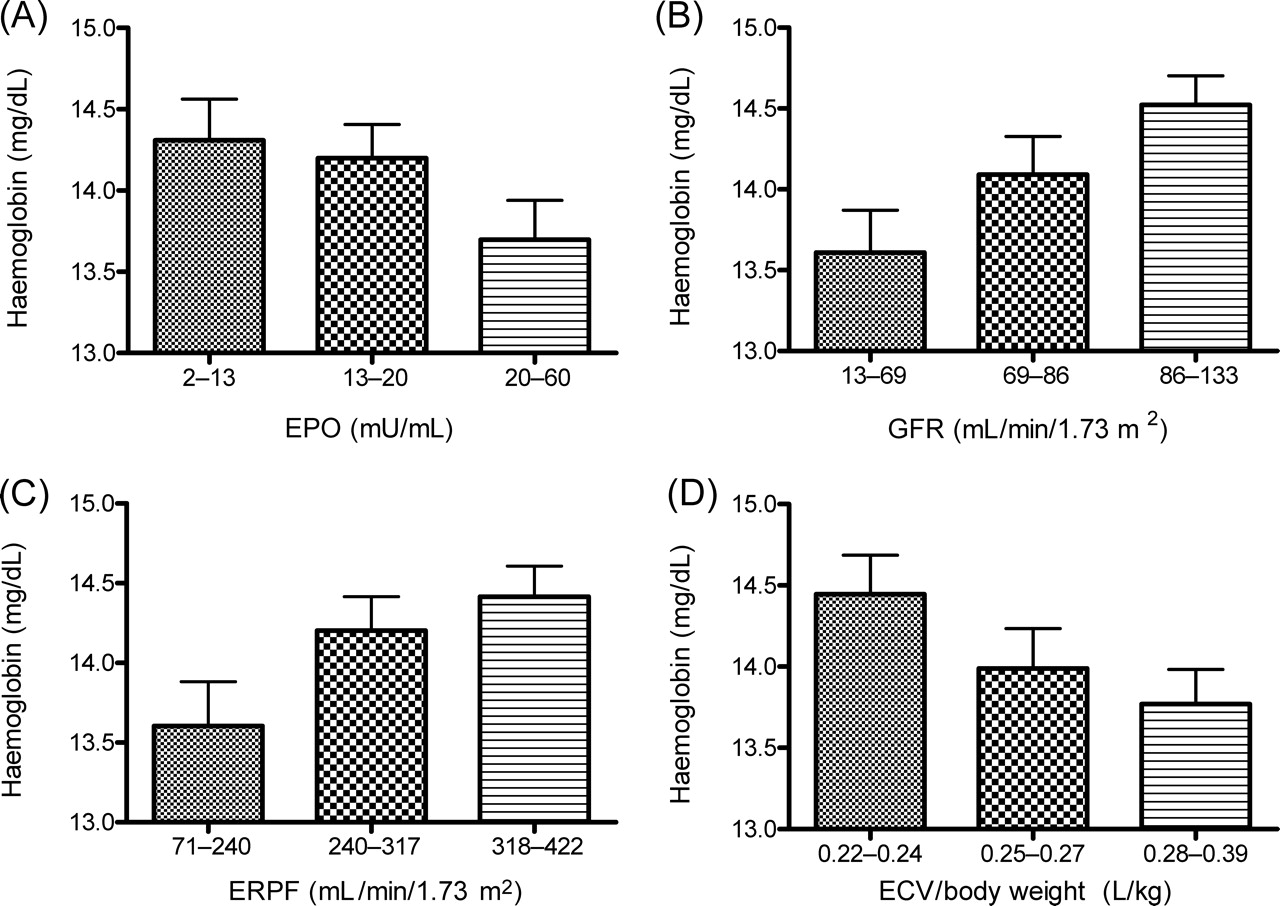 (A)
Haemoglobin (mg/dL)
15.0
14.5
14.0
13.5
13.0
2–13 13–20 20–60
EPO (mU/mL)
(B)
Haemoglobin (mg/dL)
15.0
14.5
14.0
13.5
13.0
13–69 69–86 86–133
GFR (mL/min/1.73 m 2)
(C)
Haemoglobin (mg/dL)
15.0
14.5
14.0
13.5
13.0
71–240 240–317 318–422
ERPF (mL/min/1.73 m2)
(D)
Haemoglobin (mg/dL)
15.0
14.5
14.0
13.5
13.0
0.22–0.24 0.25–0.27 0.28–0.39
ECV/body weight (L/kg)